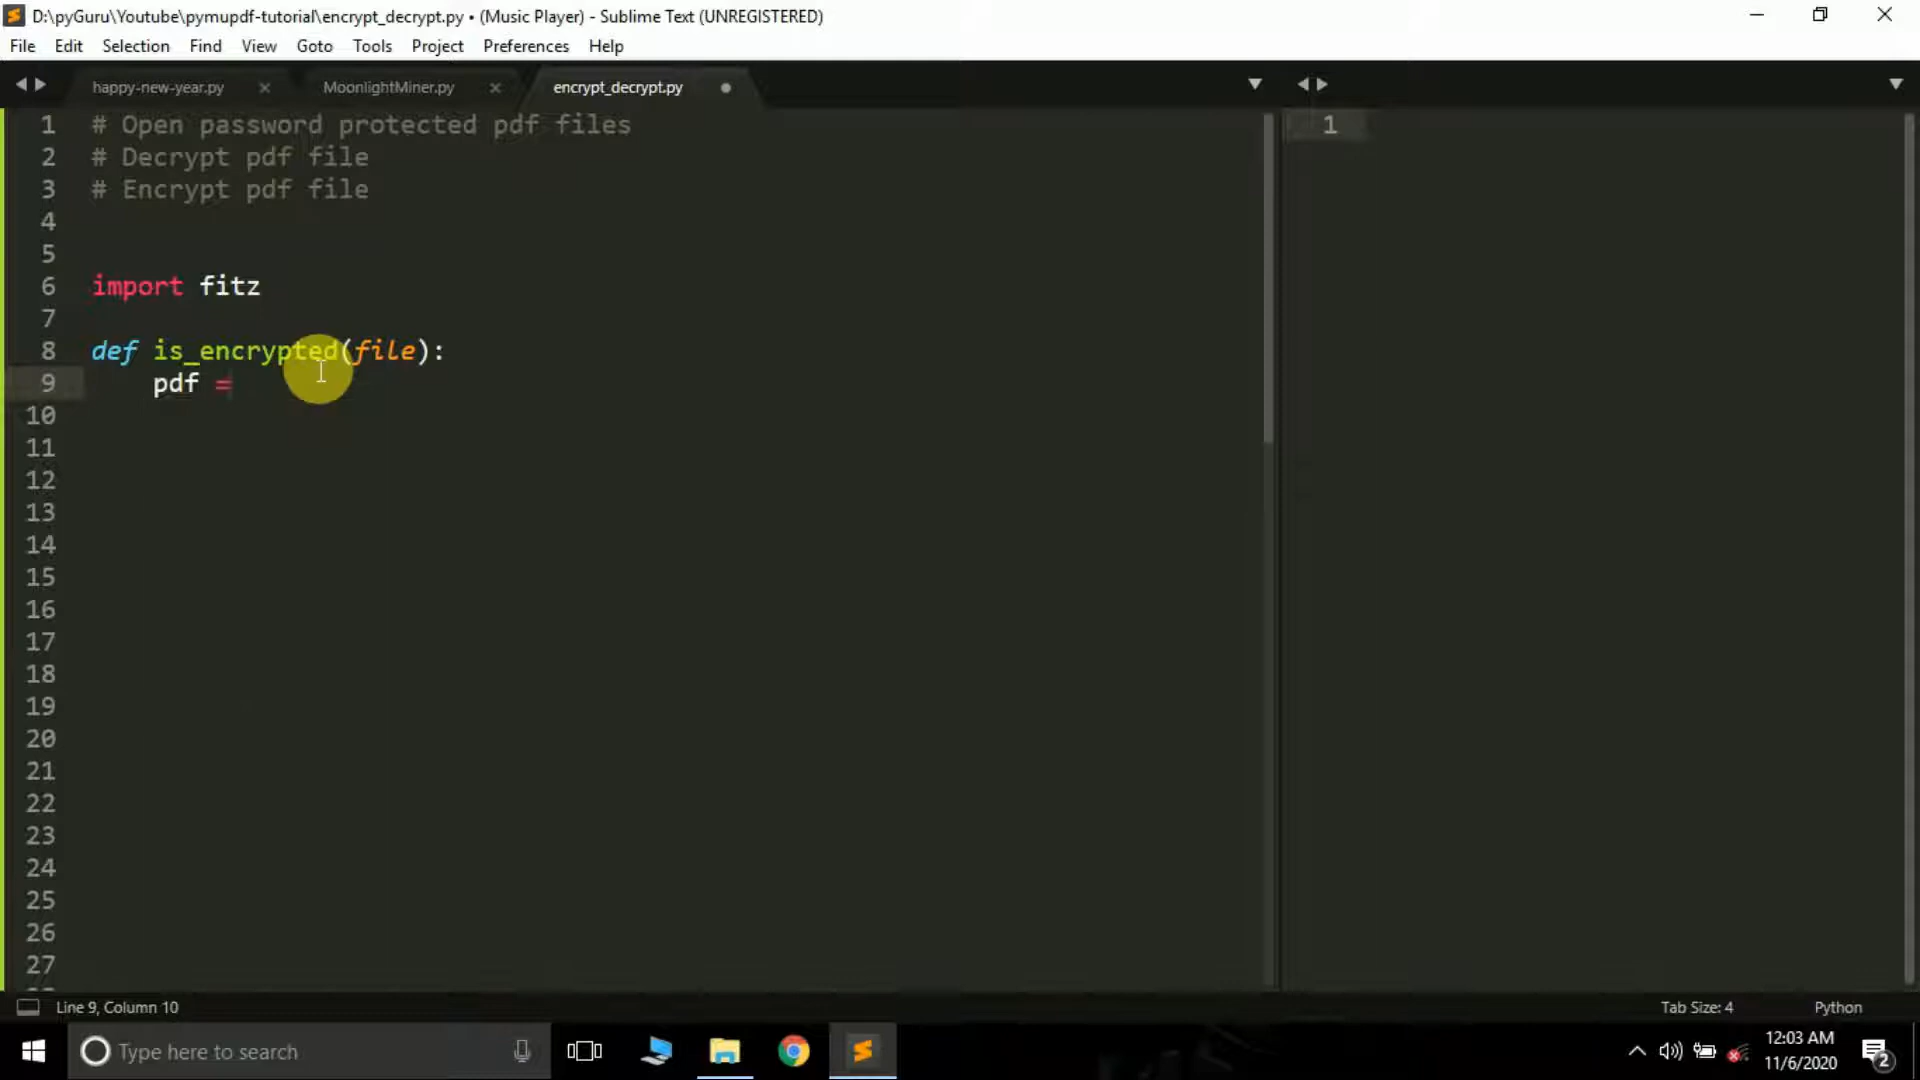 D:\pyGuru\Youtube\pymupdf-tutorial\encrypt_decrypt.py • (Music Player) - Sublime Text (UNREGISTERED)
File Edit Selection Find View Goto Tools Project Preferences Help
happy-new-year.py MoonlightMiner.py encrypt_decrypt.py
1 # Open password protected pdf files 1
2 # Decrypt pdf file
3 # Encrypt pdf file
4
5
6 import fitz
7
8 def is_encrypted(file):
9 pdf =
10
11
12
13
14
15
16
17
18
19
20
21
22
23
24
25
26
27
Line 9, Column 10 Tab Size: 4 Python
Type here to search
12:03 AM
11/6/2020
2